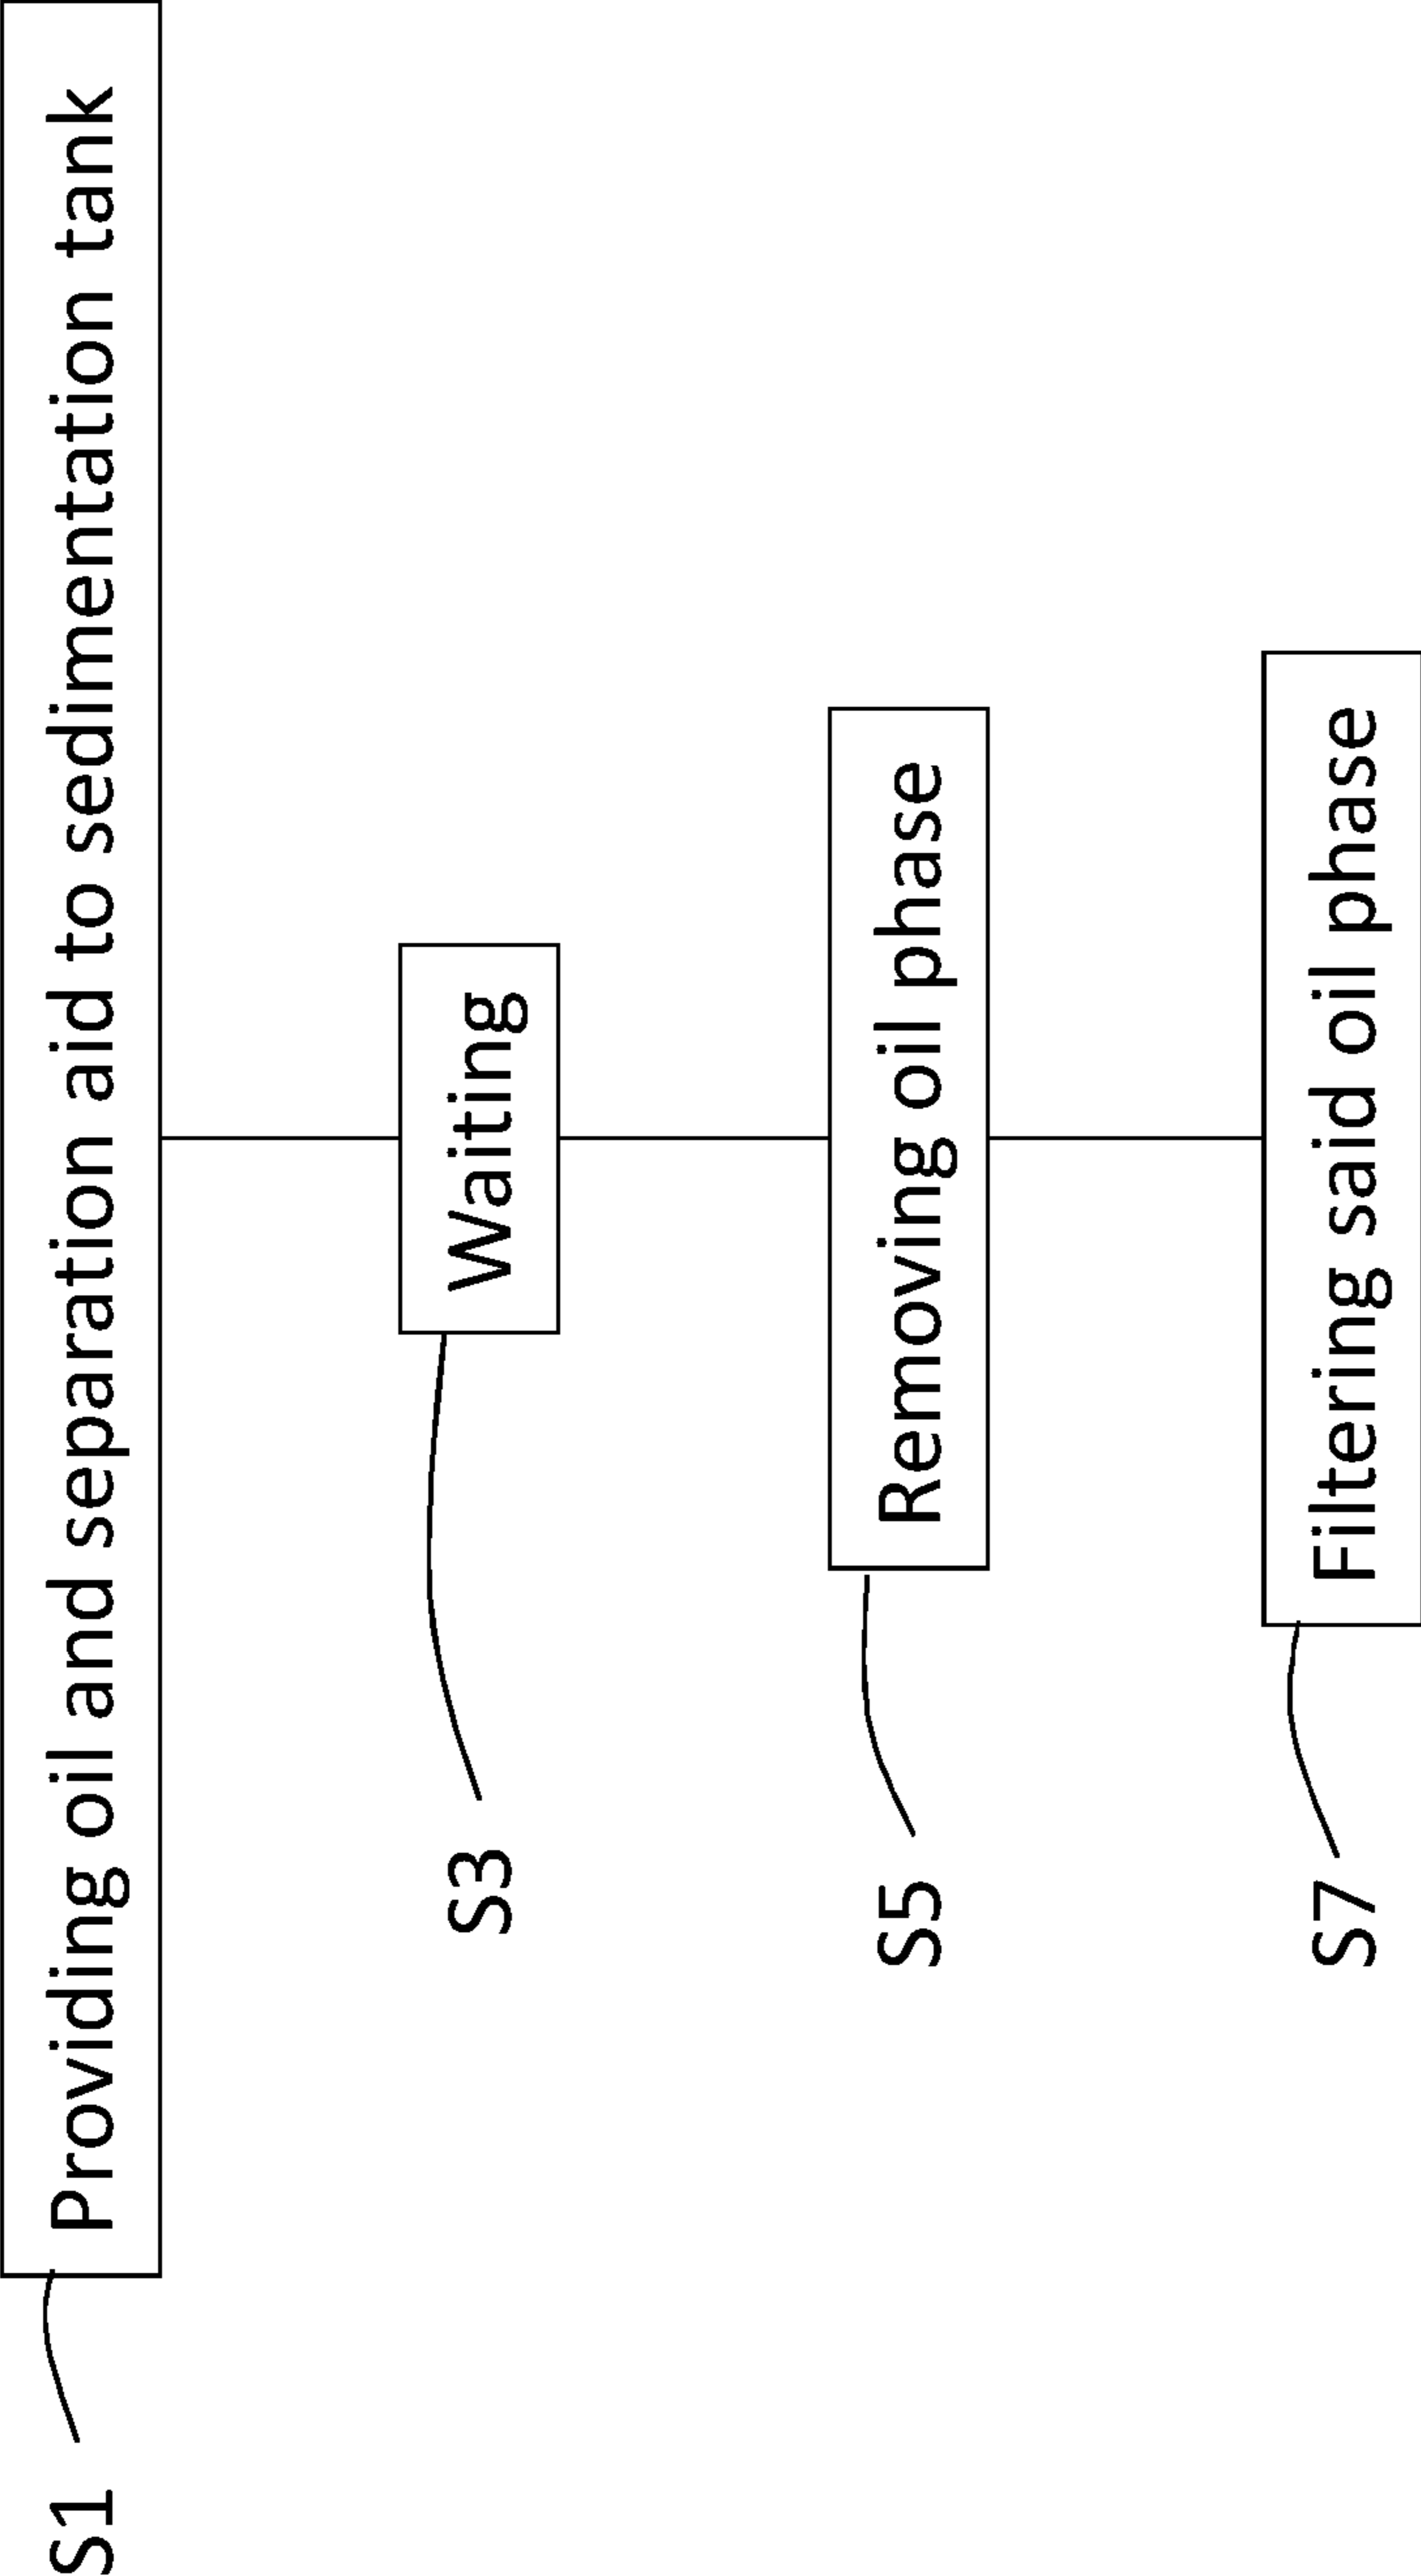 S1
Providing oil and separation aid to sedimentation tank
S3
Waiting
S5
Removing oil phase
S7
Filtering said oil phase